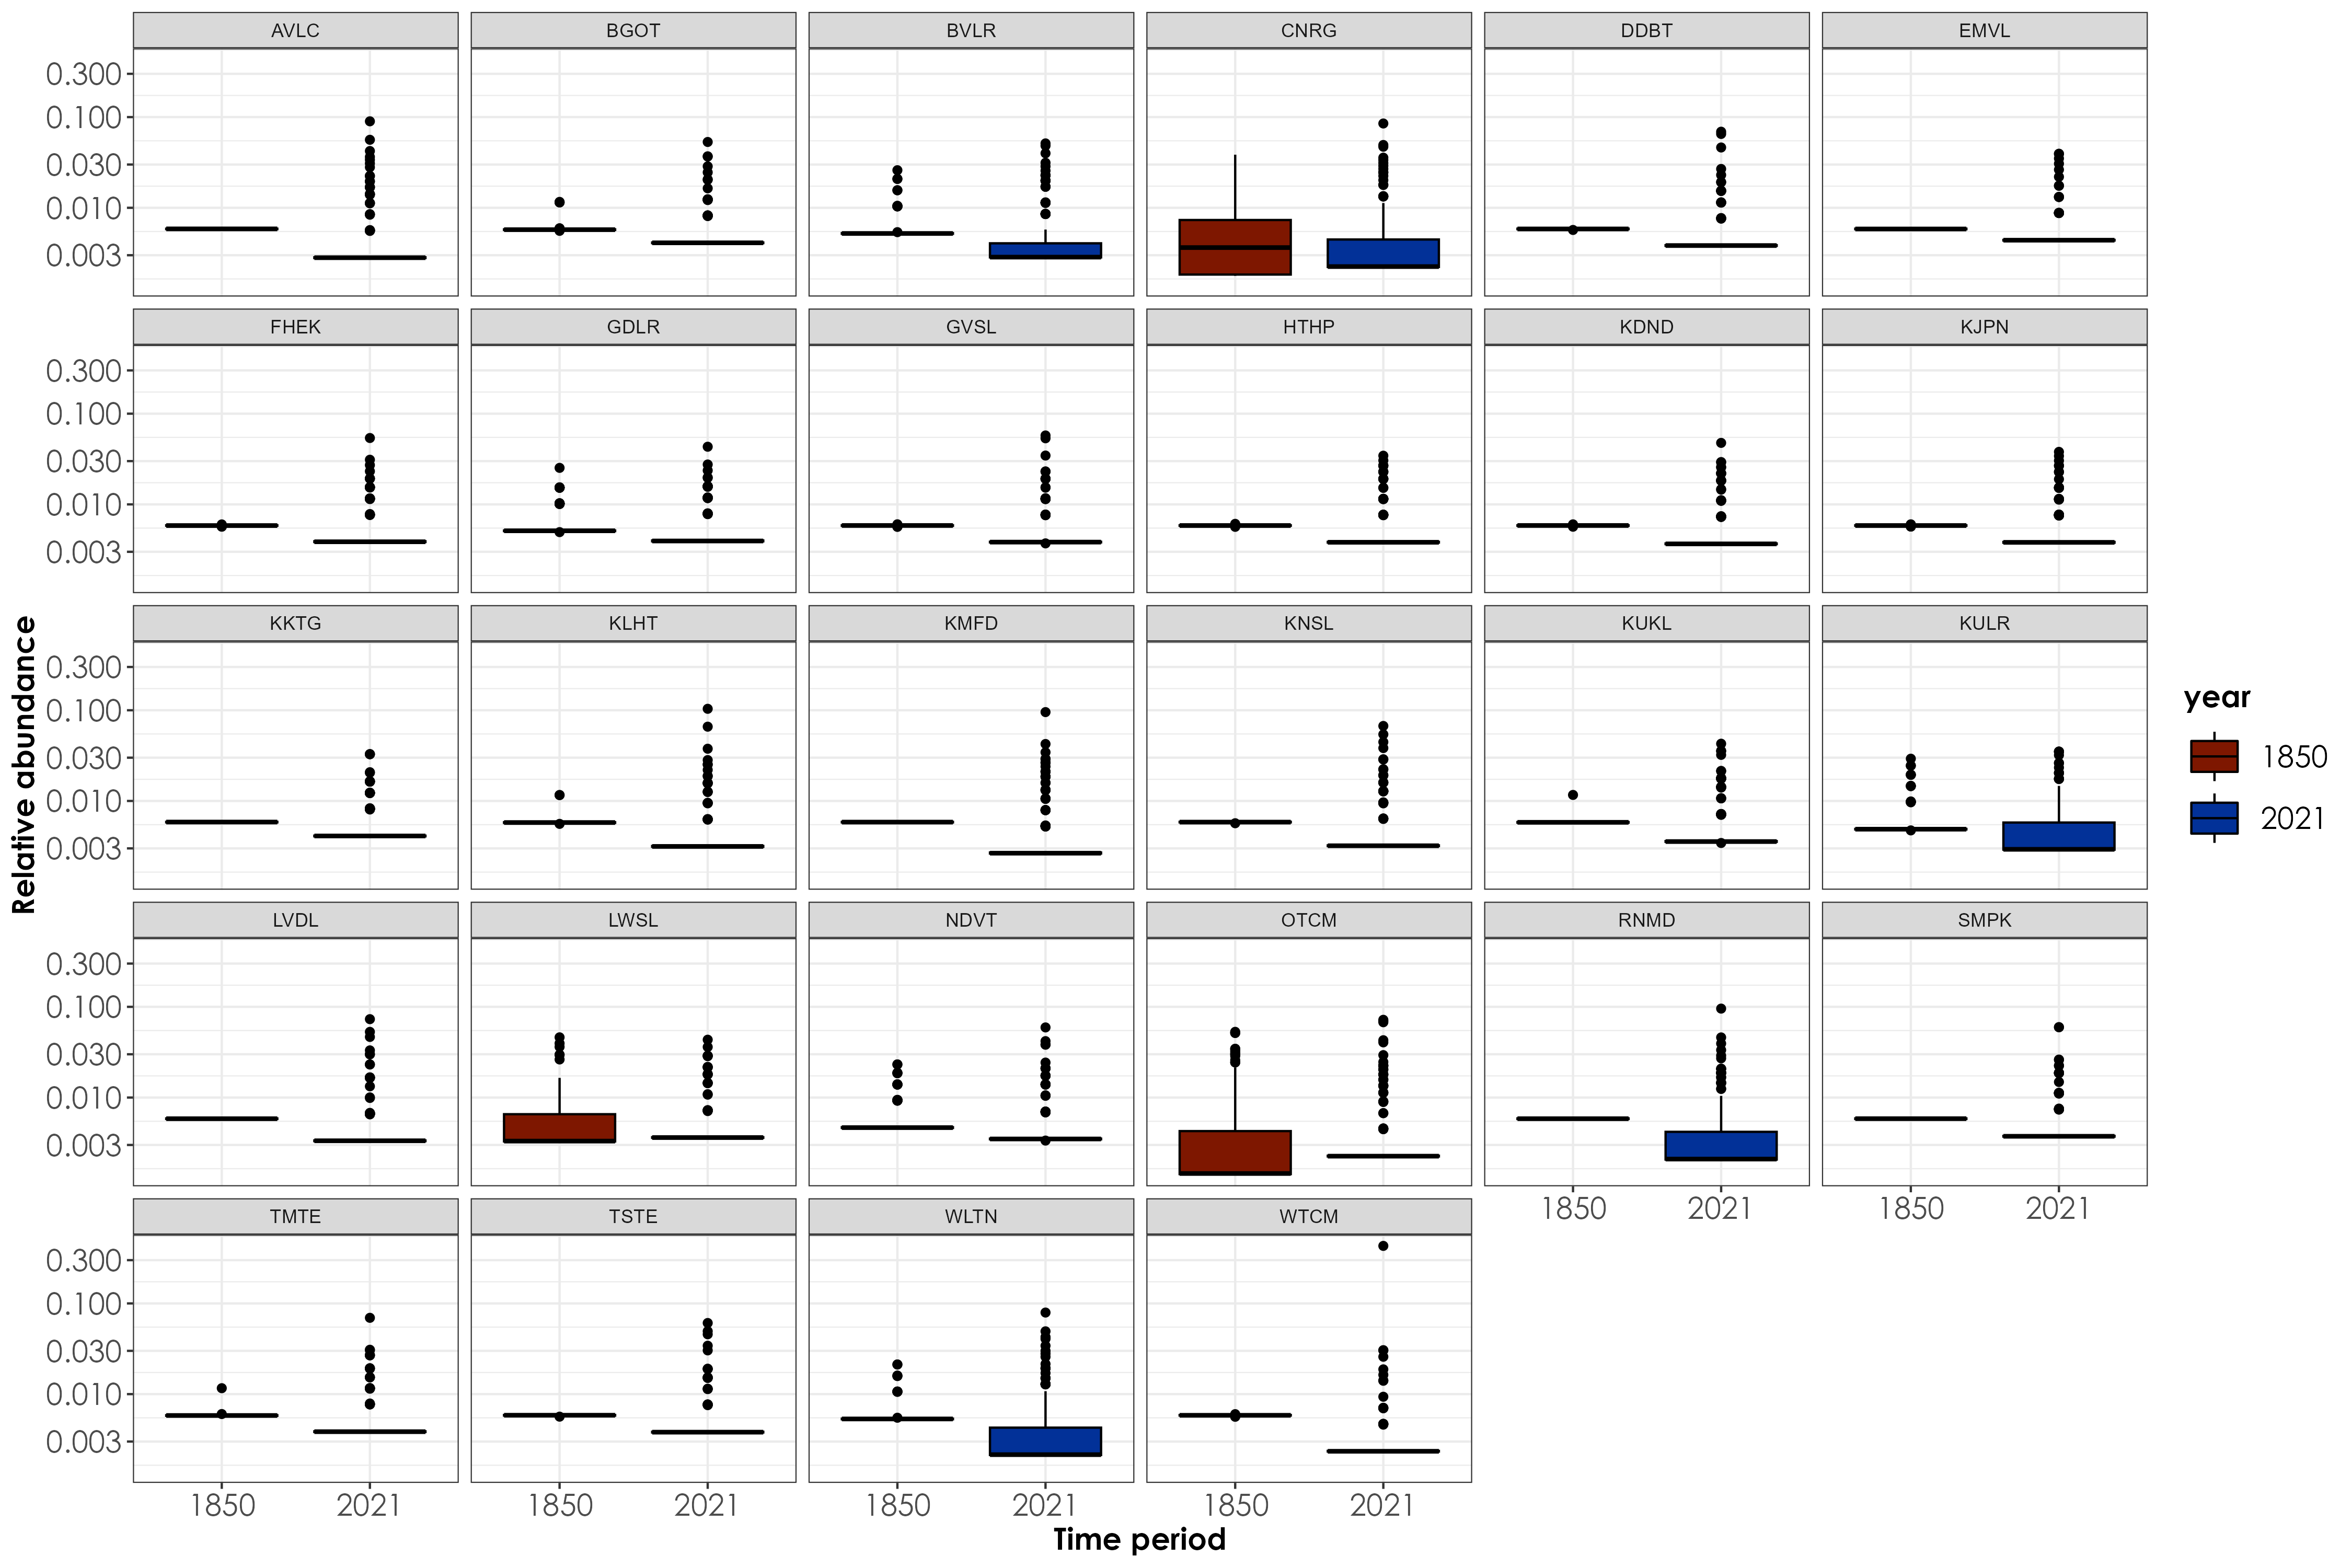 AVLC BGOT BVLR CNRG DDBT EMVL
0.300
0.100
0.030
0.010
0.003
FHEK GDLR GVSL HTHP KDND KJPN
0.300
0.100
0.030
0.010
0.003
KKTG KLHT KMFD KNSL KUKL KULR
0.300
0.100
0.030
0.010
0.003
Relative abundance
year
1850
2021
LVDL LWSL NDVT OTCM RNMD SMPK
0.300
0.100
0.030
0.010
0.003
1850 2021 1850 2021
TMTE TSTE WLTN WTCM
0.300
0.100
0.030
0.010
0.003
1850 2021 1850 2021 1850 2021 1850 2021
Time period